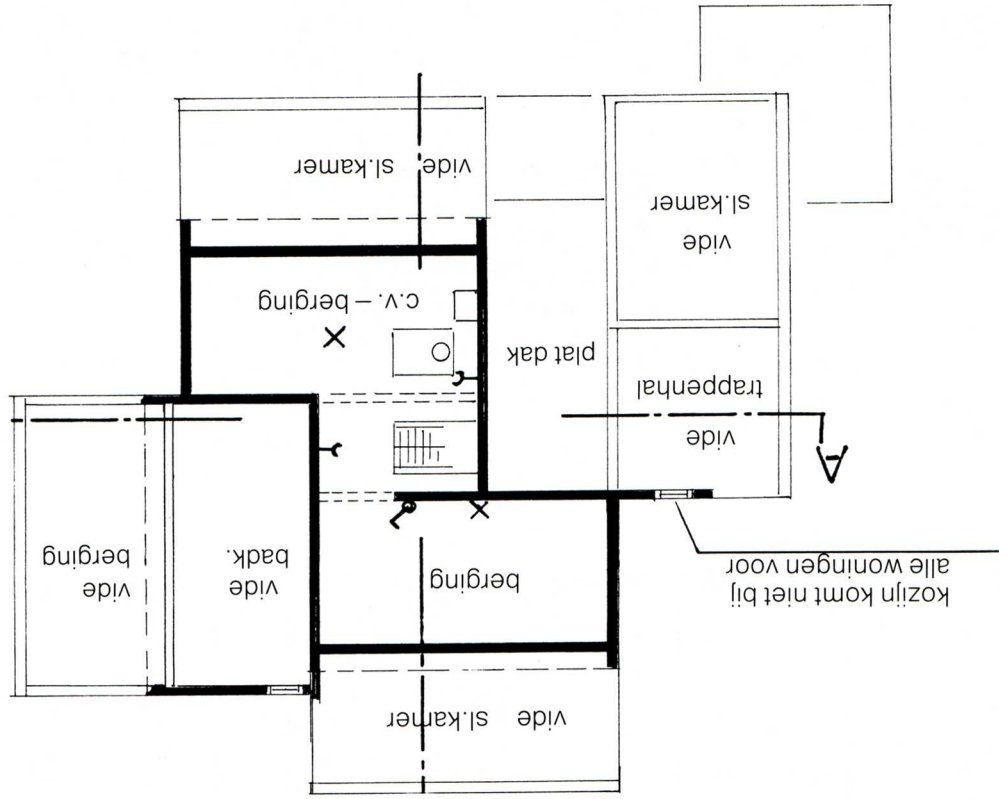 vide sl.kamer
kozijn komt niet bij
alle woningen voor
berging
vide
badk.
vide
berging
vide
trappenhal
plat dak
c.v. – berging
vide
sl.kamer
vide sl.kamer